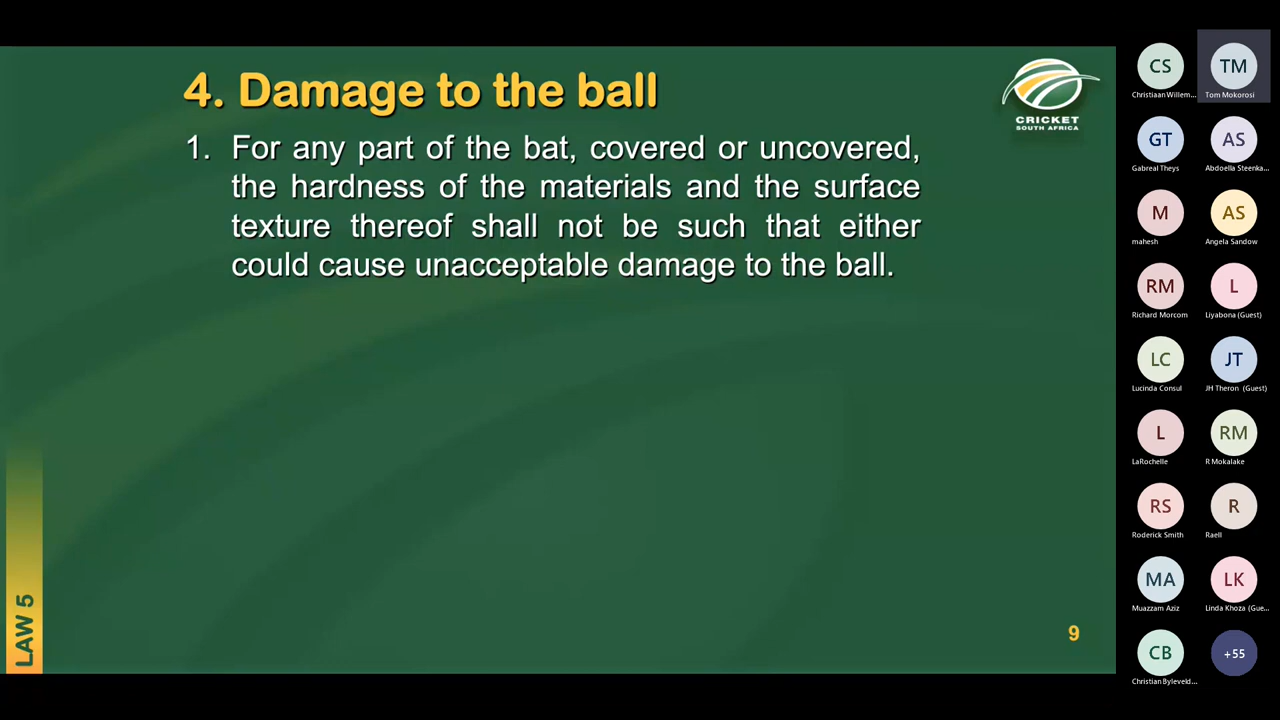 4. Damage to the ball
1. For any part of the bat, covered or uncovered,
the hardness of the materials and the surface
texture thereof shall not be such that either
could cause unacceptable damage to the ball.
CRICKET
SOUTH AFRICA
LAW 5
9
CS
Christiaan Willem...
TM
Tom Mokorosi
GT
Gabreal Theys
AS
Abdoella Steenka...
M
mahesh
AS
Angela Sandow
RM
Richard Morcom
L
Liyabona (Guest)
LC
Lucinda Consul
JT
JH Theron (Guest)
L
LaRochelle
RM
R Mokalake
RS
Roderick Smith
R
Raell
MA
Muazzam Aziz
LK
Linda Khoza (Gue...
CB
Christian Byleveld...
+55